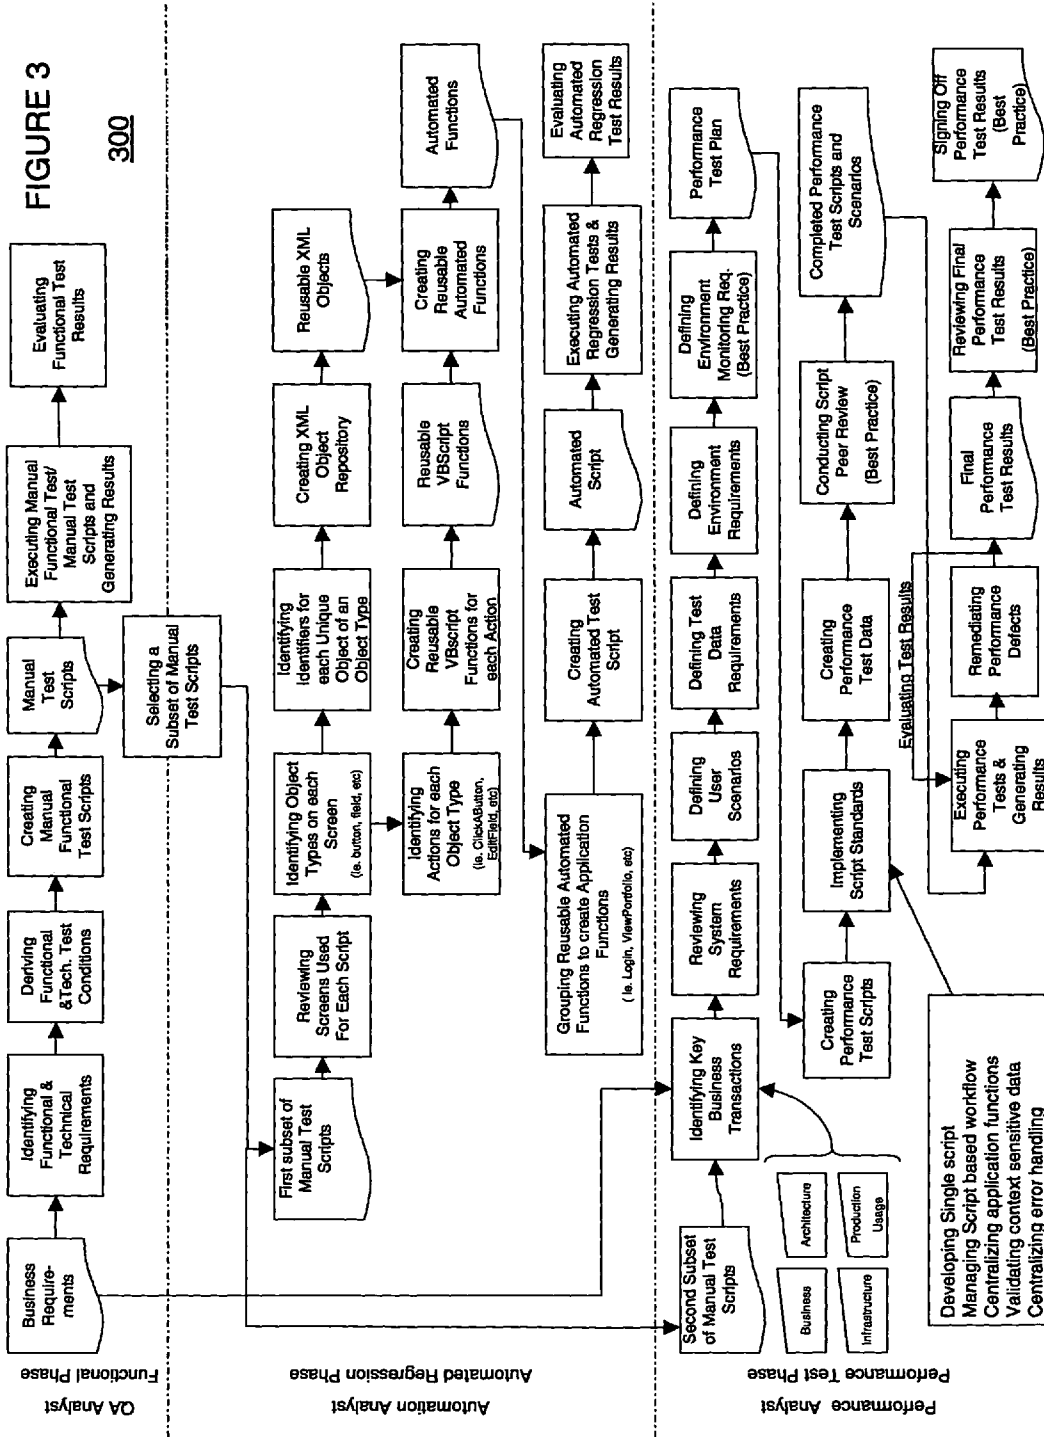 FIGURE 3
300
QA Analyst
Functional Phase
Business
Require-
ments
Identifying
Functional &
Technical
Requirements
Deriving
Functional
&Tech. Test
Conditions
Creating
Manual
Functional
Test Scripts
Manual
Test
Scripts
Executing Manual
Functional Test/
Manual Test
Scripts and
Generating Results
Evaluating
Functional Test
Results
Selecting a
Subset of Manual
Test Scripts
Automation Analyst
Automated Regression Phase
First subset of
Manual Test
Scripts
Reviewing
Screens Used
For Each Script
Identifying Object
Types on each
Screen
(ie. button, field, etc)
Identifying
Identifiers for
each Unique
Object of an
Object Type
Creating XML
Object
Repository
Reusable XML
Objects
Identifying
Actions for each
Object Type
(ie. ClickAButton,
EditField, etc)
Creating
Reusable
VBscript
Functions for
each Action
Reusable
VBScript
Functions
Creating
Reusable
Automated
Functions
Automated
Functions
Grouping Reusable Automated
Functions to create Application
Functions
( ie. Login, ViewPortfolio, etc)
Creating
Automated Test
Script
Automated
Script
Executing Automated
Regression Tests &
Generating Results
Evaluating
Automated
Regression
Test Results
Performance Analyst
Performance Test Phase
Second Subset
of Manual Test
Scripts
Business
Architecture
Infrastructure
Production
Usage
Identifying Key
Business
Transactions
Reviewing
System
Requirements
Defining
User
Scenarios
Defining Test
Data
Requirements
Defining
Environment
Requirements
Defining
Environment
Monitoring Req.
(Best Practice)
Performance
Test Plan
Creating
Performance
Test Scripts
Implementing
Script Standards
Creating
Performance
Test Data
Conducting Script
Peer Review
(Best Practice)
Completed Performance
Test Scripts and
Scenarios
Developing Single script
Managing Script based workflow
Centralizing application functions
Validating context sensitive data
Centralizing error handling
Executing
Performance
Tests &
Generating
Results
Evaluating Test Results
Remediating
Performance
Defects
Final
Performance
Test Results
Reviewing Final
Performance
Test Results
(Best Practice)
Signing Off
Performance
Test Results
(Best
Practice)